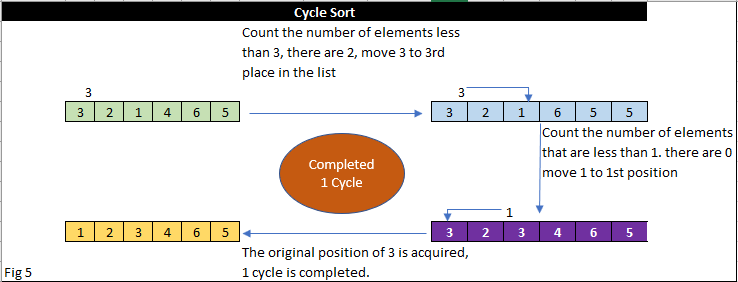 Cycle Sort
Count the number of elements less
than 3, there are 2, move 3 to 3rd
place in the list
3
3 2 1 4 6 5
3
3 2 1 6 5 5
Count the number of elements
that are less than 1. there are 0
move 1 to 1st position
Completed
1 Cycle
1
1 2 3 4 6 5
3 2 3 4 6 5
The original position of 3 is acquired,
1 cycle is completed.
Fig 5